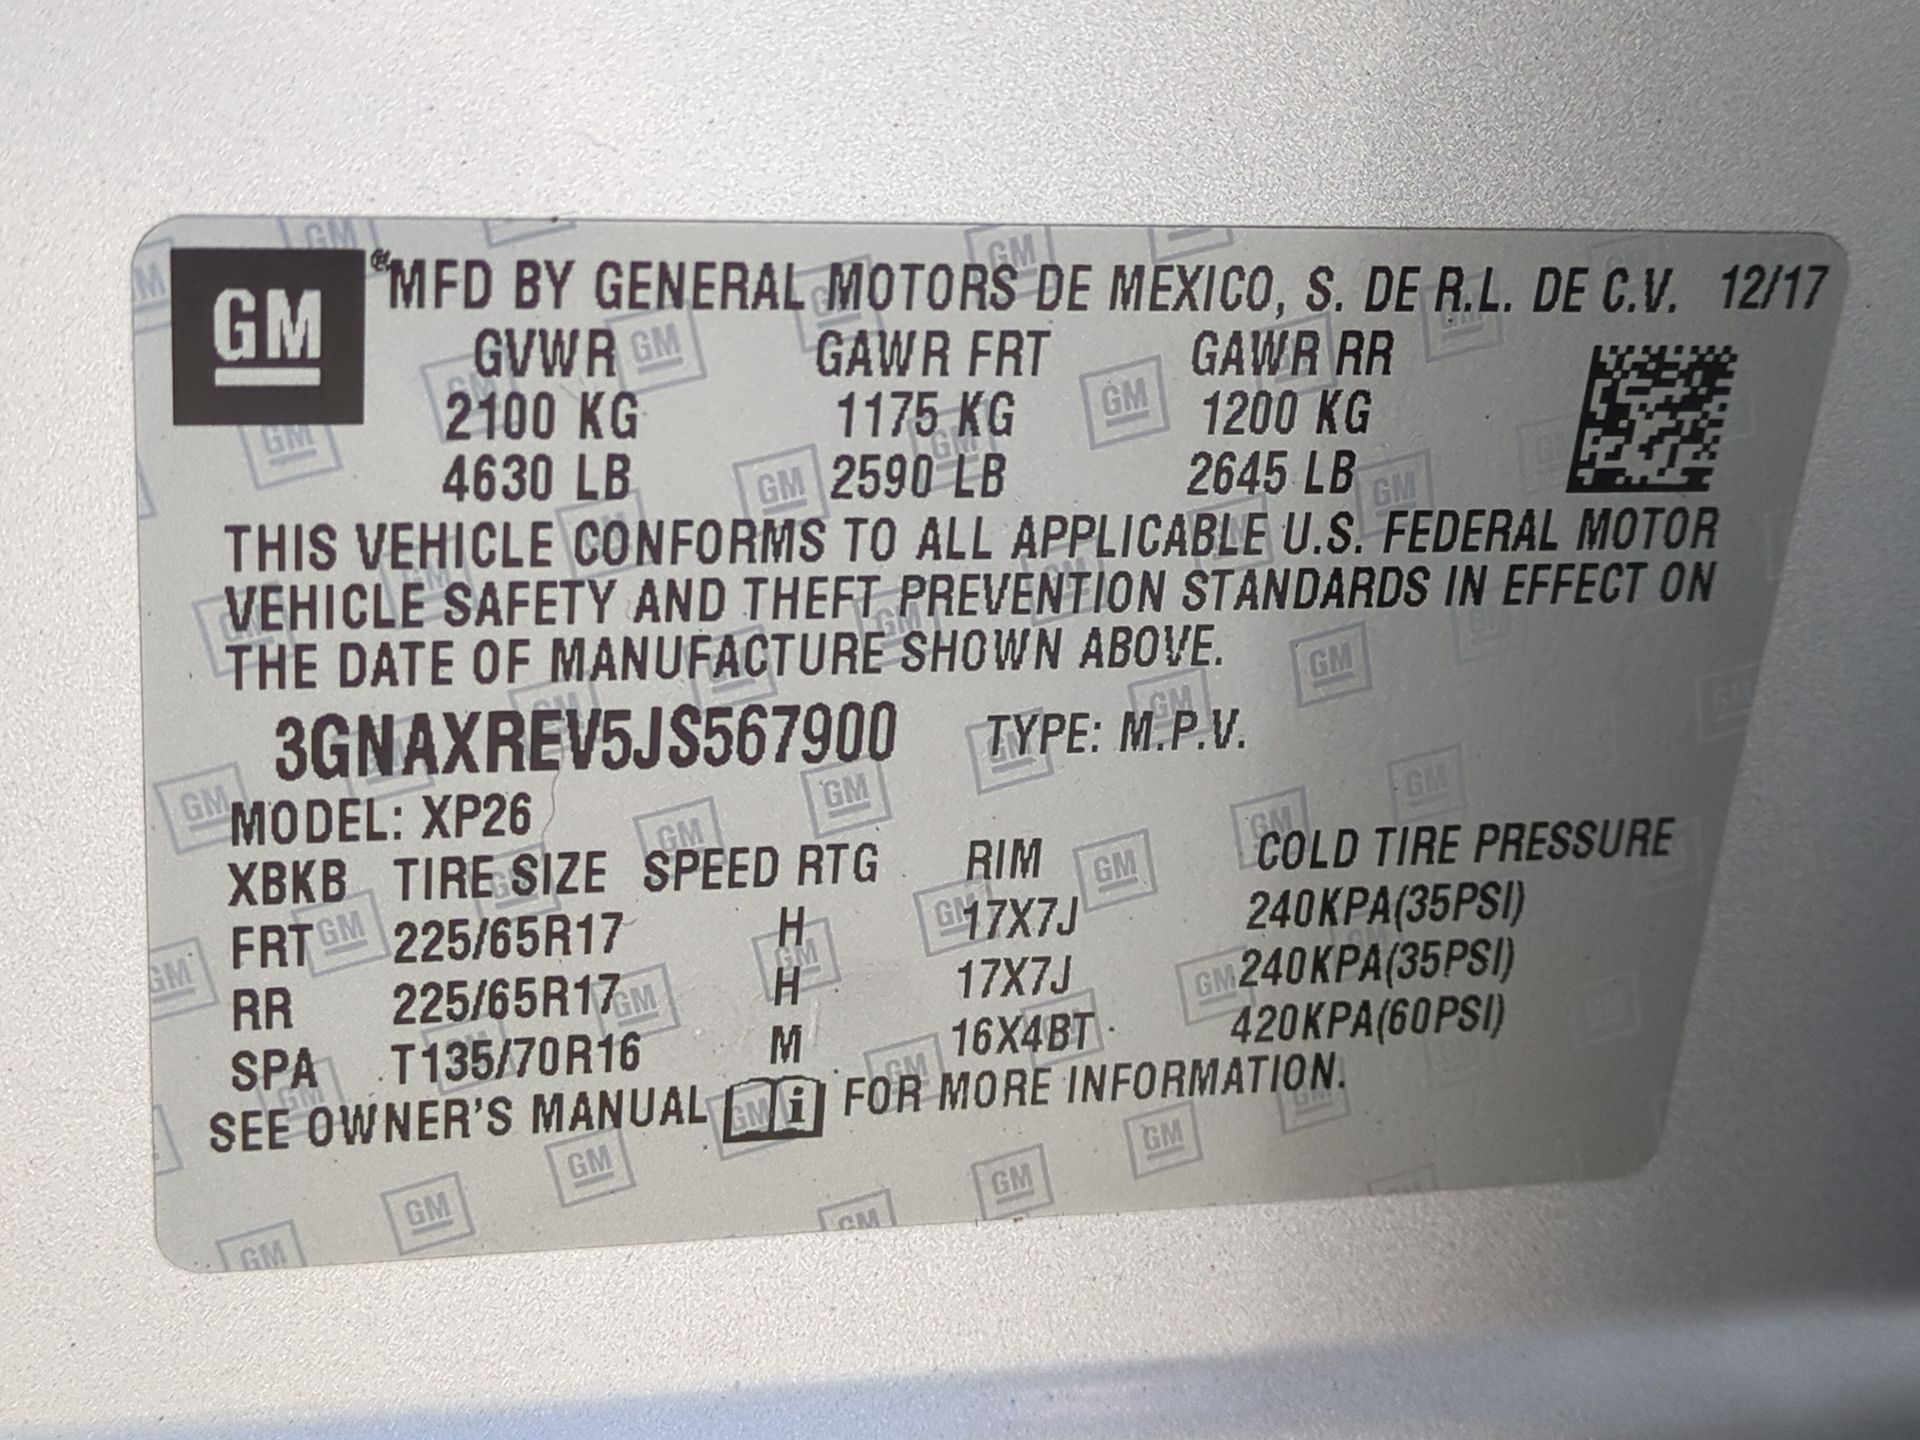 GM ® MFD BY GENERAL MOTORS DE MEXICO, S. DE R.L. DE C.V. 12/17
GVWR GAWR FRT GAWR RR
2100 KG 1175 KG 1200 KG
4630 LB 2590 LB 2645 LB
THIS VEHICLE CONFORMS TO ALL APPLICABLE U.S. FEDERAL MOTOR
VEHICLE SAFETY AND THEFT PREVENTION STANDARDS IN EFFECT ON
THE DATE OF MANUFACTURE SHOWN ABOVE.
3GNAXREV5JS567900 TYPE: M.P.V.
MODEL: XP26
XBKB TIRE SIZE SPEED RTG RIM COLD TIRE PRESSURE
FRT 225/65R17 H 17X7J 240KPA(35PSI)
RR 225/65R17 H 17X7J 240KPA(35PSI)
SPA T135/70R16 M 16X4BT 420KPA(60PSI)
SEE OWNER'S MANUAL i FOR MORE INFORMATION.